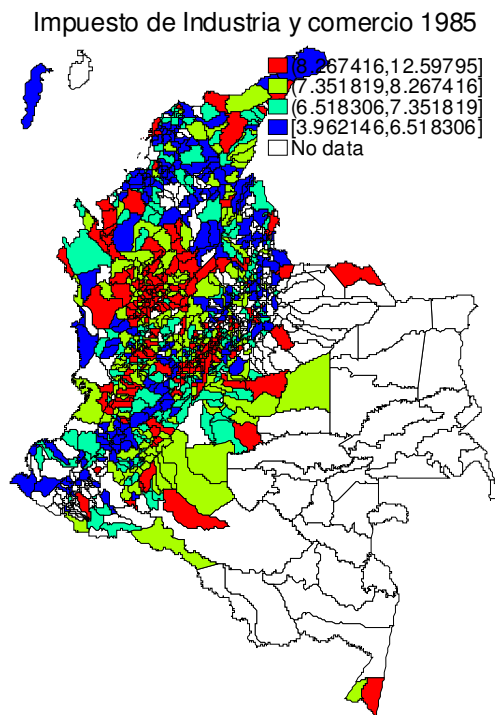 Impuesto de Industria y comercio 1985
(8.267416,12.59795]
(7.351819,8.267416]
(6.518306,7.351819]
[3.962146,6.518306]
No data